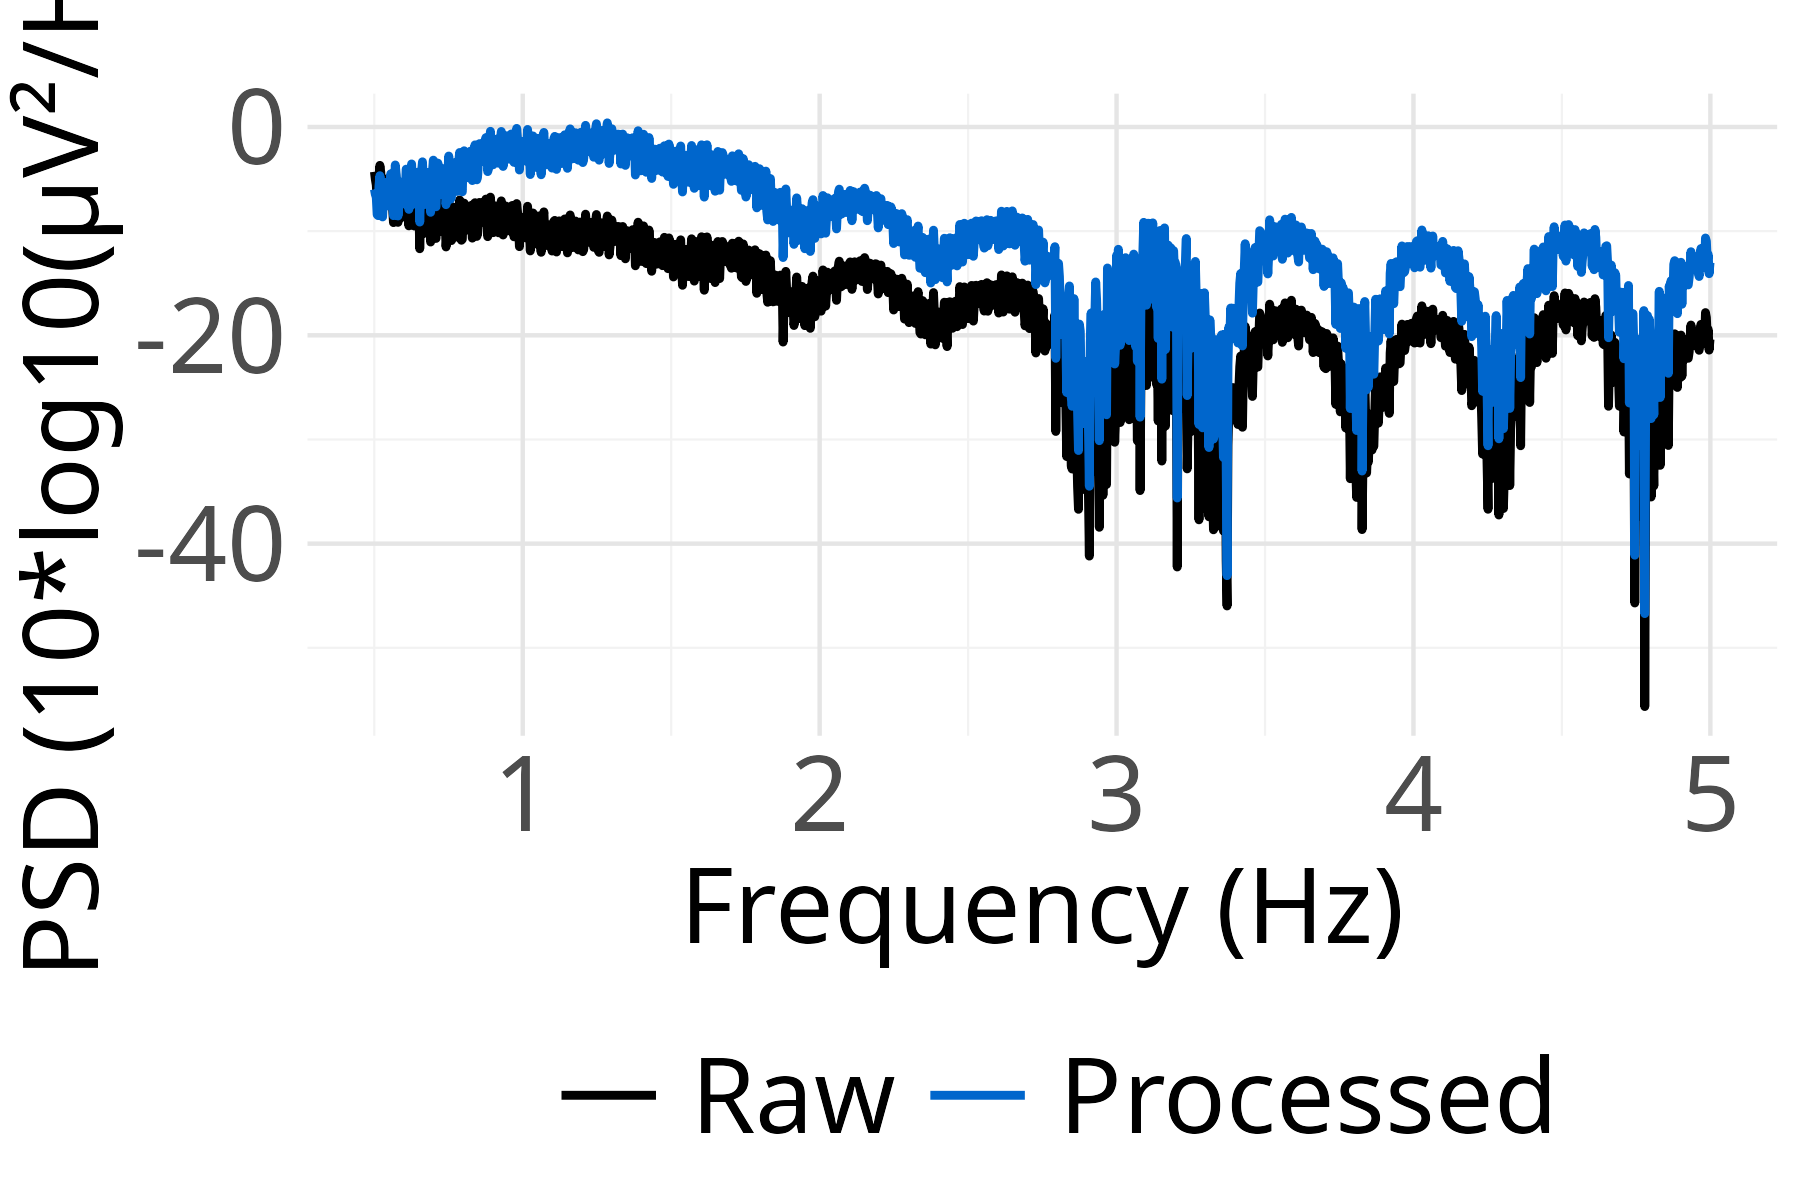 PSD (10*log10(μV²/H
0
-20
-40
1 2 3 4 5
Frequency (Hz)
Raw Processed